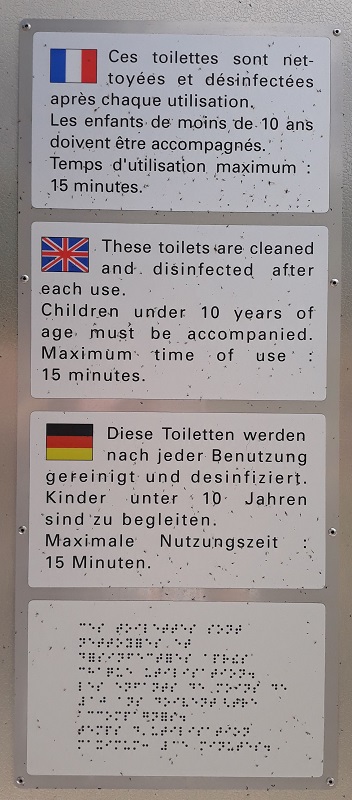 Ces toilettes sont net-
toyées et désinfectées
après chaque utilisation.
Les enfants de moins de 10 ans
doivent être accompagnés.
Temps d'utilisation maximum :
15 minutes.
These toilets are cleaned
and disinfected after
each use.
Children under 10 years of
age must be accompanied.
Maximum time of use :
15 minutes.
Diese Toiletten werden
nach jeder Benutzung
gereinigt und desinfiziert.
Kinder unter 10 Jahren
sind zu begleiten.
Maximale Nutzungszeit :
15 Minuten.